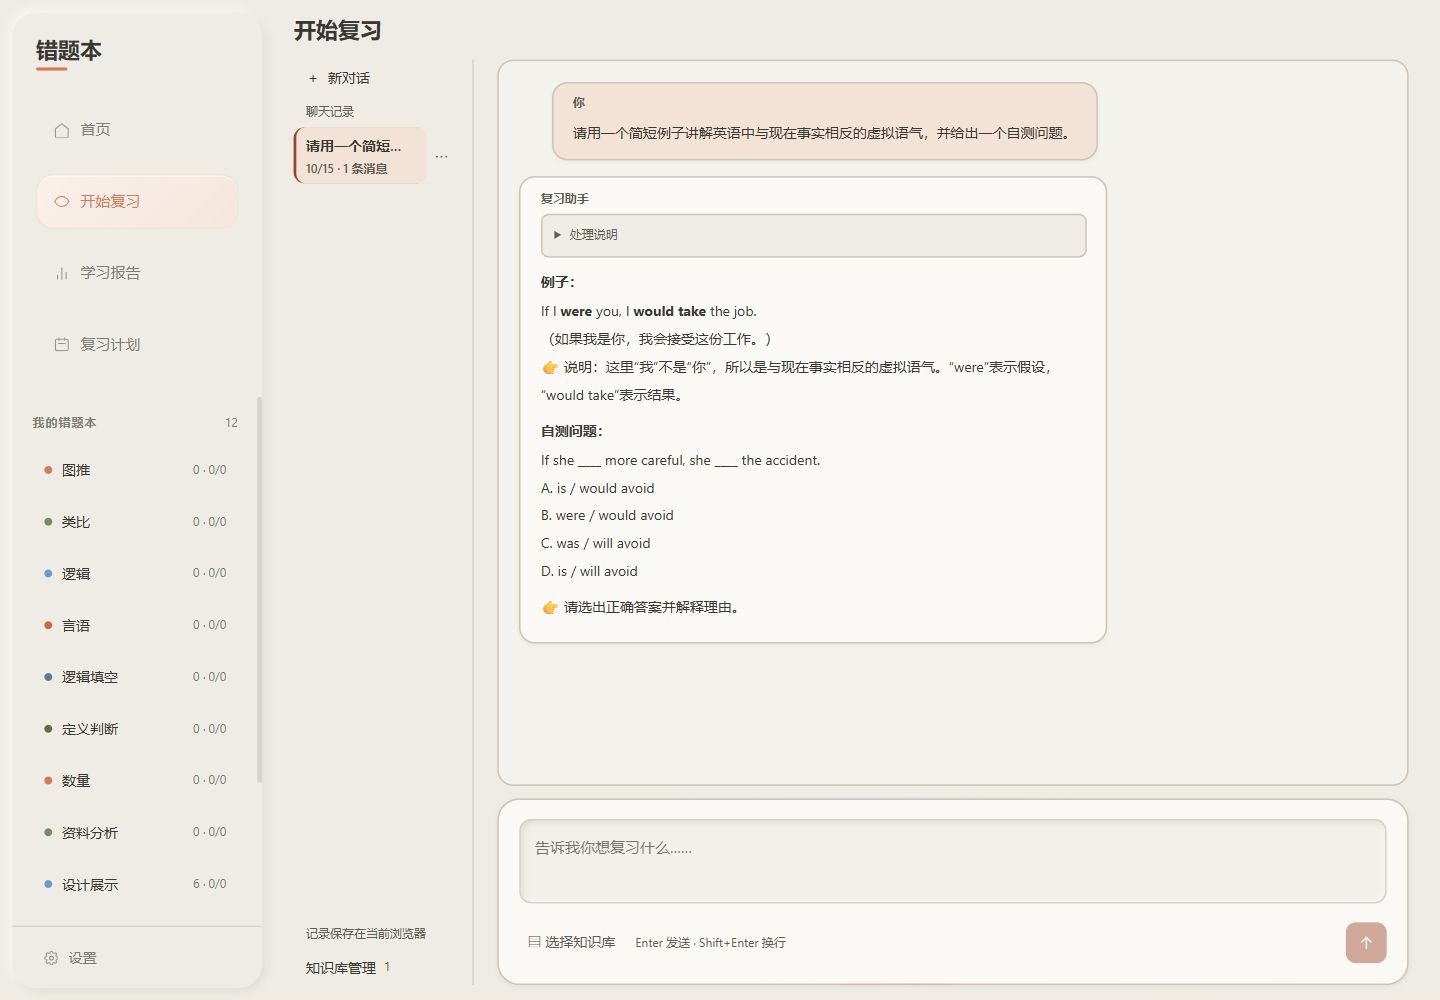 错题本
首页
开始复习
学习报告
复习计划
我的错题本 12
图推 0 · 0/0
类比 0 · 0/0
逻辑 0 · 0/0
言语 0 · 0/0
逻辑填空 0 · 0/0
定义判断 0 · 0/0
数量 0 · 0/0
资料分析 0 · 0/0
设计展示 6 · 0/0
设置
开始复习
+ 新对话
聊天记录
请用一个简短...
10/15 · 1 条消息
记录保存在当前浏览器
知识库管理 1
你
请用一个简短例子讲解英语中与现在事实相反的虚拟语气，并给出一个自测问题。
复习助手
▶ 处理说明
例子：
If I were you, I would take the job.
（如果我是你，我会接受这份工作。）
👉 说明：这里“我”不是“你”，所以是与现在事实相反的虚拟语气。“were”表示假设，
“would take”表示结果。
自测问题：
If she ____ more careful, she ____ the accident.
A. is / would avoid
B. were / would avoid
C. was / will avoid
D. is / will avoid
👉 请选出正确答案并解释理由。
告诉我你想复习什么……
选择知识库 Enter 发送 · Shift+Enter 换行